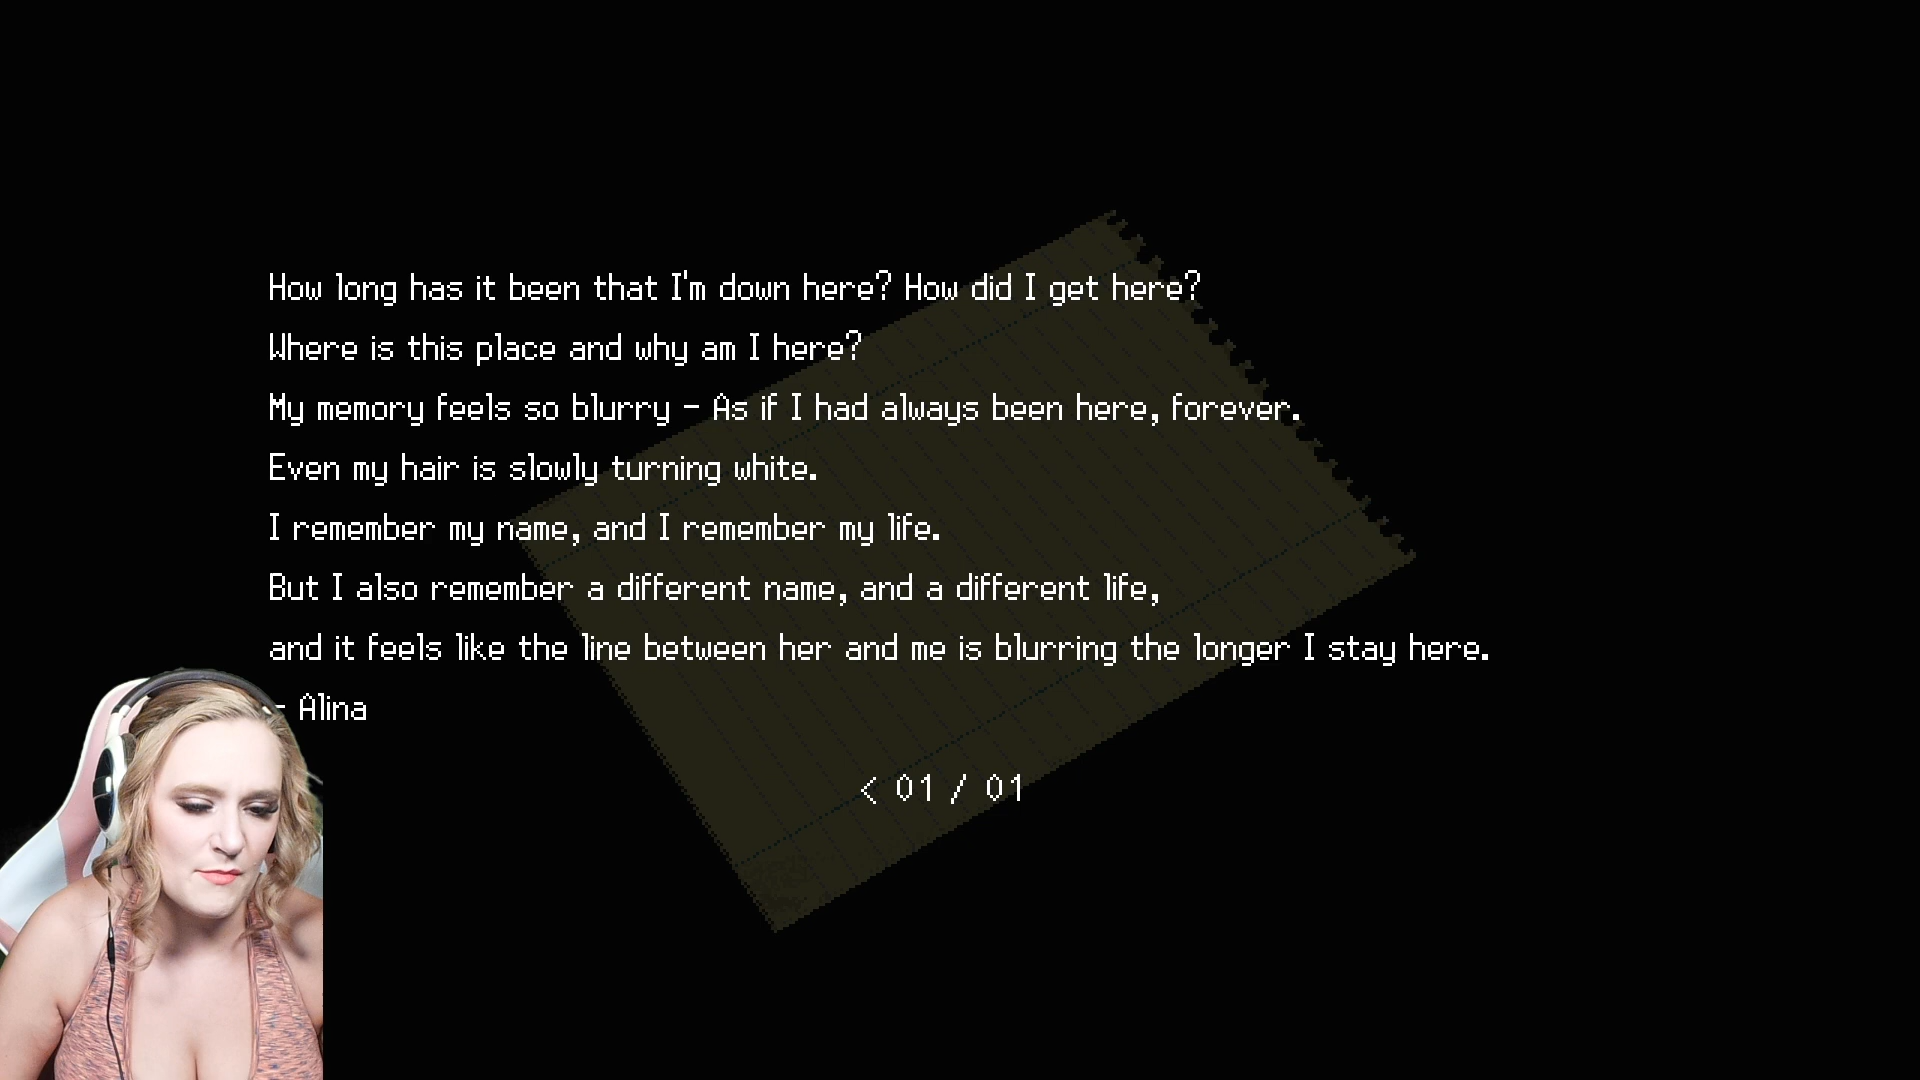 How long has it been that I'm down here? How did I get here?
Where is this place and why am I here?
My memory feels so blurry - As if I had always been here, forever.
Even my hair is slowly turning white.
I remember my name, and I remember my life.
But I also remember a different name, and a different life,
and it feels like the line between her and me is blurring the longer I stay here.
- Alina
< 01 / 01